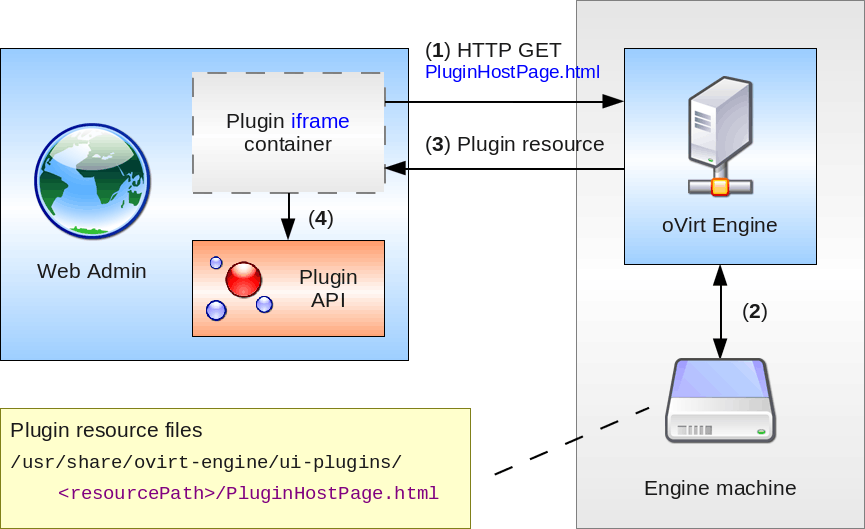 (1) HTTP GET
PluginHostPage.html
Plugin iframe
container
(3) Plugin resource
(4)
oVirt Engine
Web Admin
Plugin
API
(2)
Plugin resource files
/usr/share/ovirt-engine/ui-plugins/
<resourcePath>/PluginHostPage.html
Engine machine